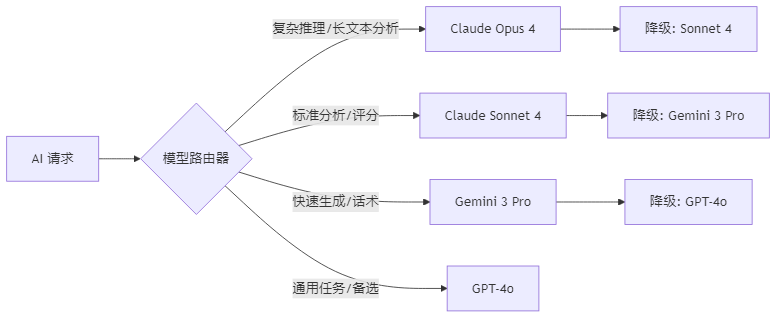 复杂推理/长文本分析
Claude Opus 4
降级: Sonnet 4
标准分析/评分
Claude Sonnet 4
降级: Gemini 3 Pro
AI 请求
模型路由器
快速生成/话术
Gemini 3 Pro
降级: GPT-4o
通用任务/备选
GPT-4o